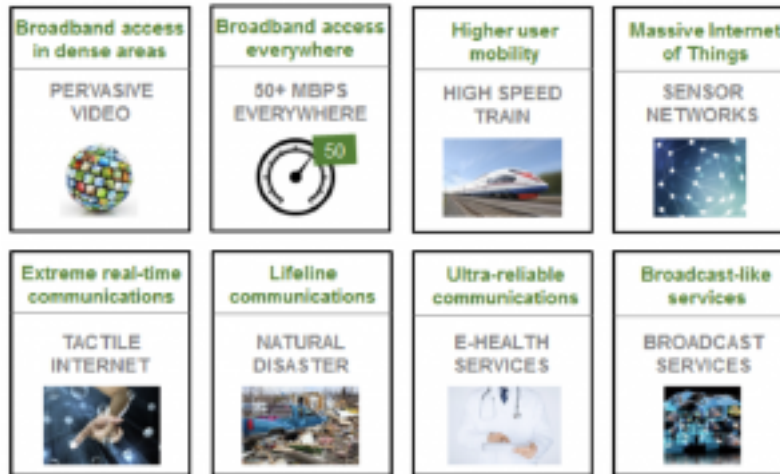 Broadband access
in dense areas
PERVASIVE
VIDEO
Broadband access
everywhere
50+ MBPS
EVERYWHERE
50
Higher user
mobility
HIGH SPEED
TRAIN
Massive Internet
of Things
SENSOR
NETWORKS
Extreme real-time
communications
TACTILE
INTERNET
Lifeline
communications
NATURAL
DISASTER
Ultra-reliable
communications
E-HEALTH
SERVICES
Broadcast-like
services
BROADCAST
SERVICES